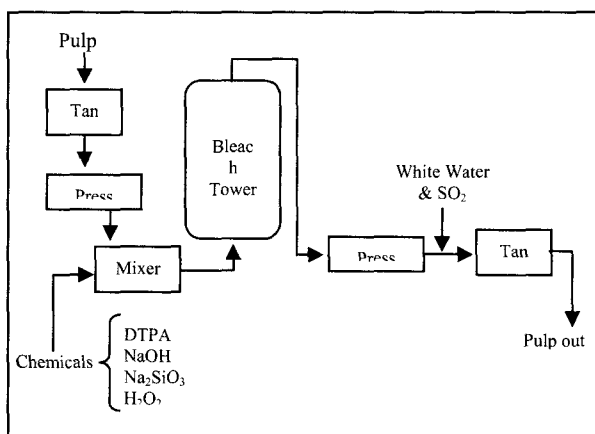 Pulp
Tan
Press
Mixer
Bleac
h
Tower
White Water
& SO₂
Press
Tan
Pulp out
Chemicals
DTPA
NaOH
Na₂SiO₃
H₂O₂